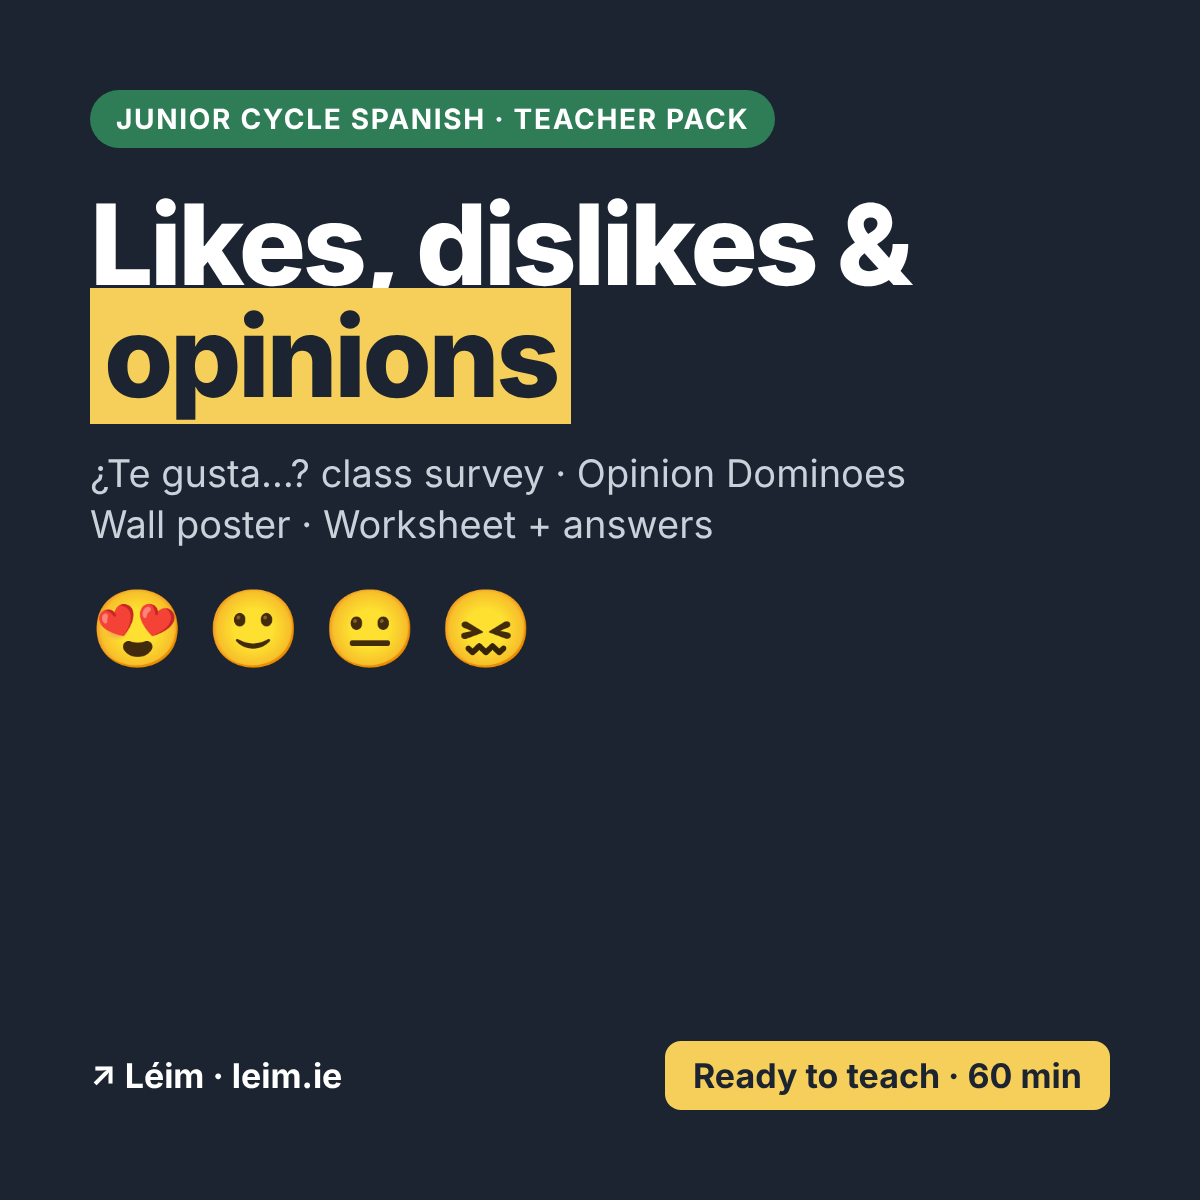 JUNIOR CYCLE SPANISH · TEACHER PACK
Likes, dislikes &
opinions
¿Te gusta...? class survey · Opinion Dominoes
Wall poster · Worksheet + answers
↗ Léim · leim.ie
Ready to teach · 60 min